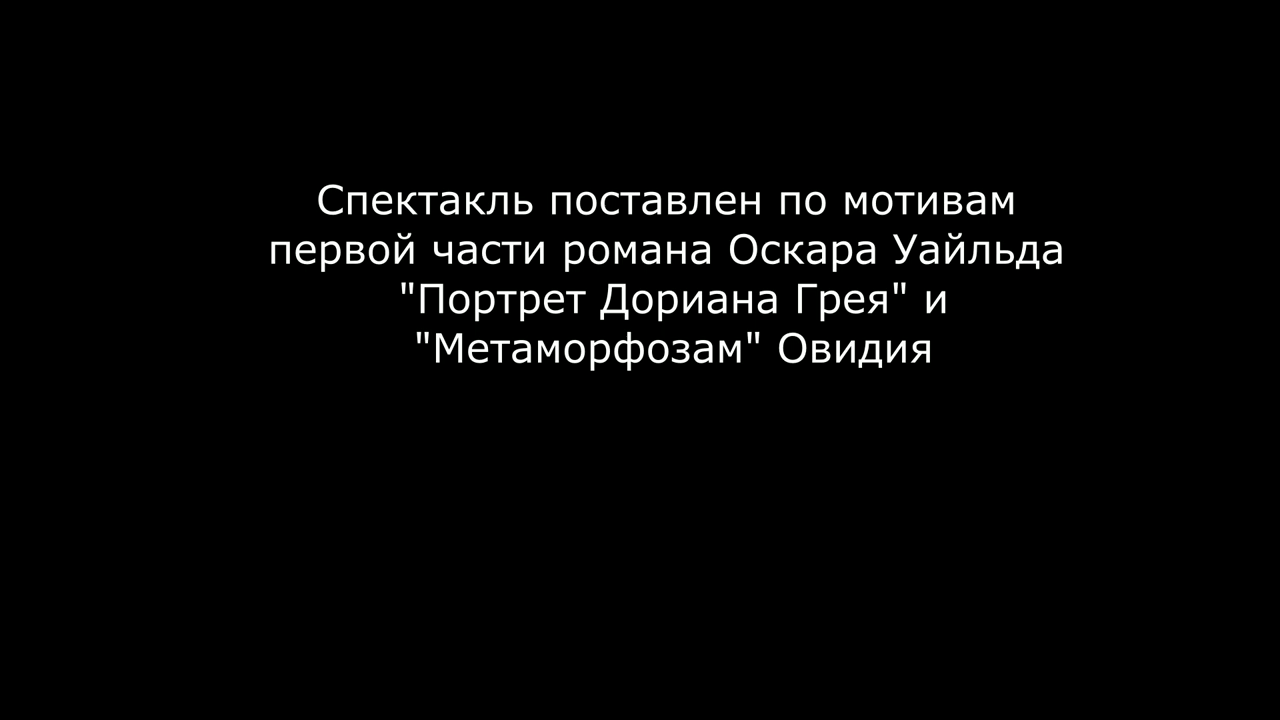 Спектакль поставлен по мотивам
первой части романа Оскара Уайльда
"Портрет Дориана Грея" и
"Метаморфозам" Овидия